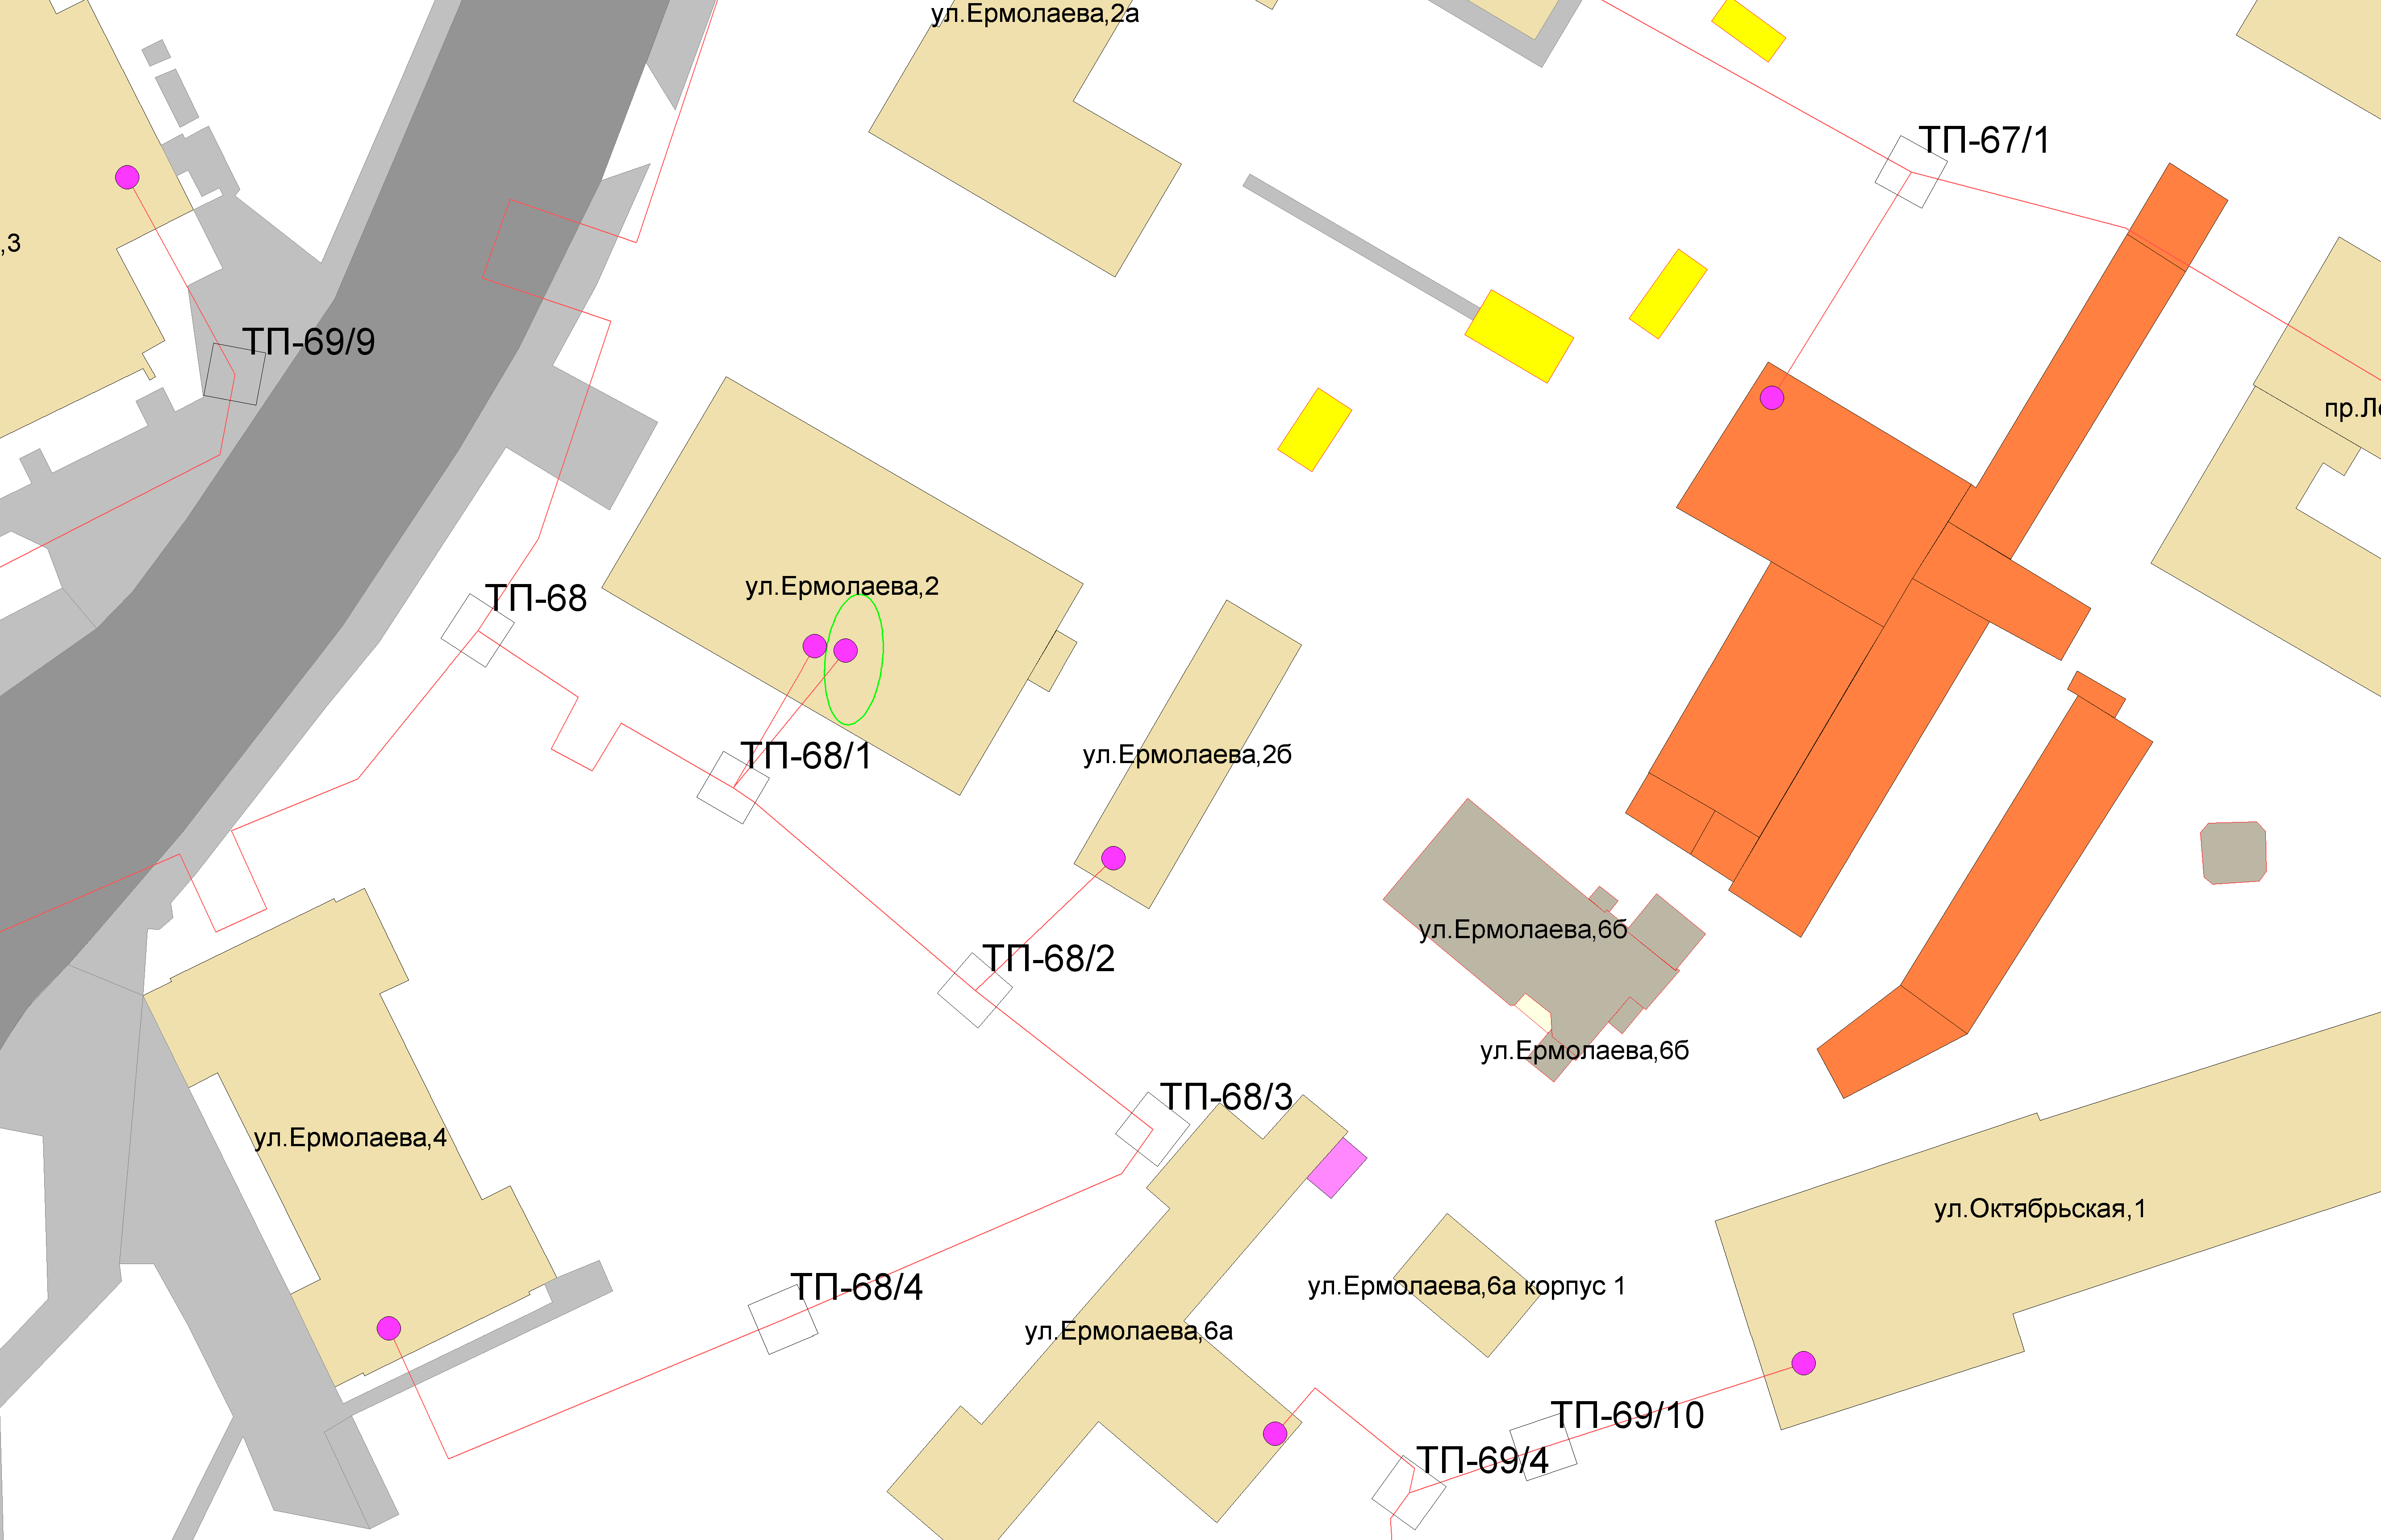 ул.Ермолаева,2а
ТП-67/1
,3
ТП-69/9
пр.Л
ул.Ермолаева,2
ТП-68
ТП-68/1
ул.Ермолаева,2б
ул.Ермолаева,6б
ТП-68/2
ул.Ермолаева,6б
ТП-68/3
ул.Ермолаева,4
ул.Октябрьская,1
ТП-68/4
ул.Ермолаева,6а корпус 1
ул.Ермолаева,6а
ТП-69/10
ТП-69/4